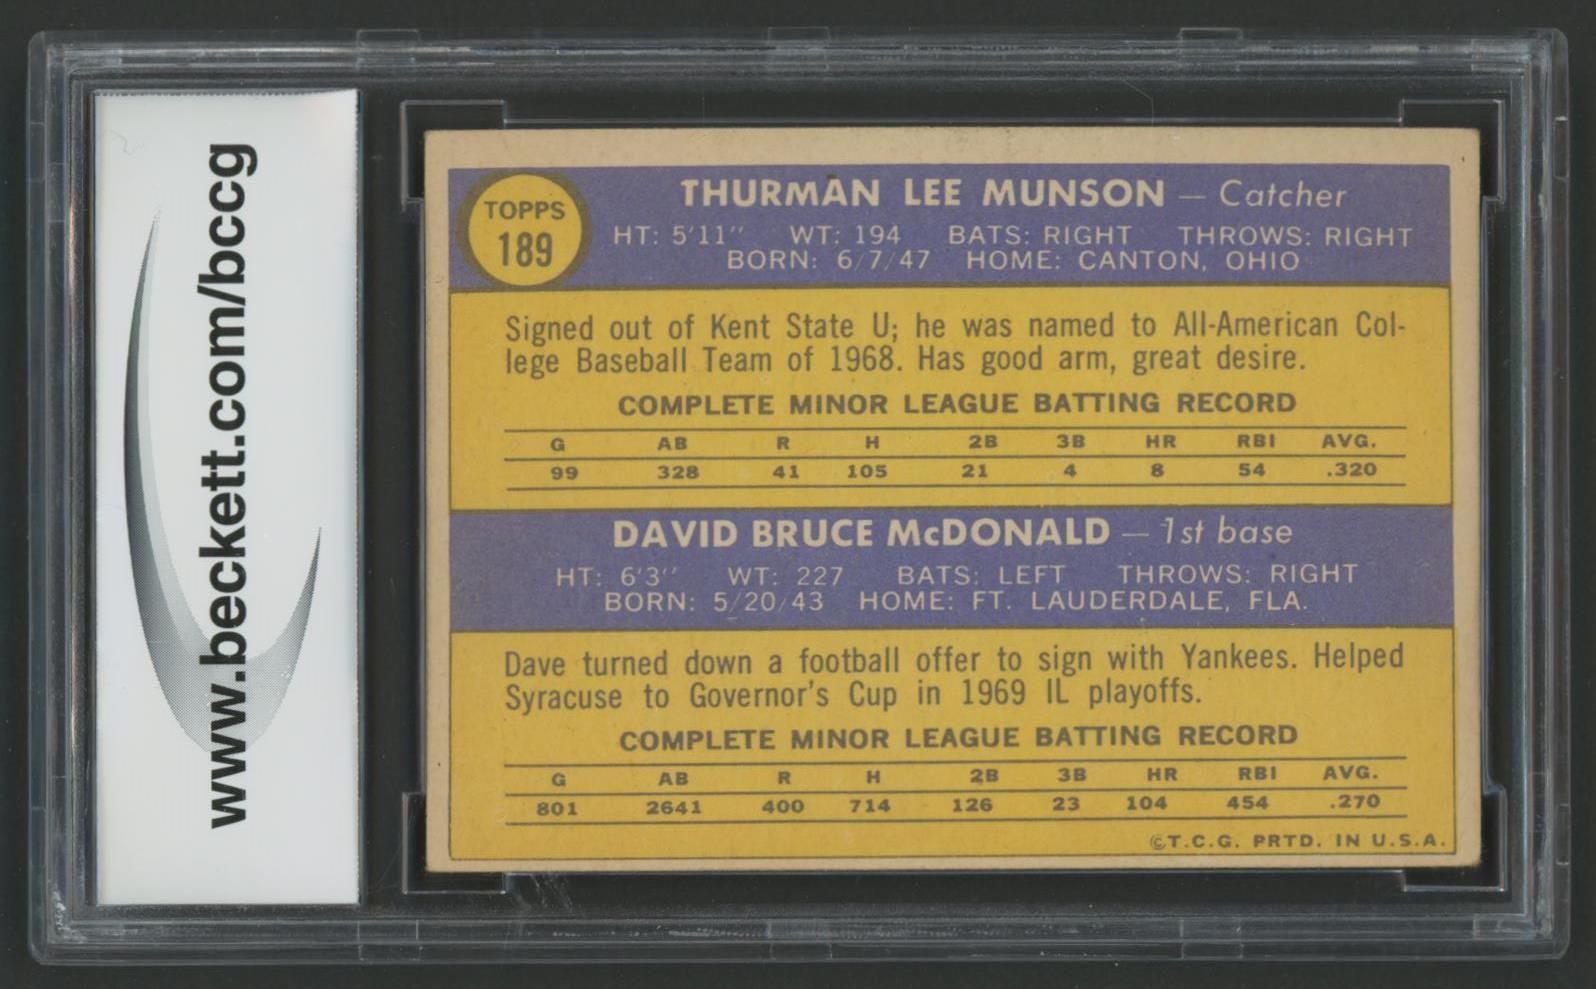 www.beckett.com/bccg
TOPPS
189
THURMAN LEE MUNSON — Catcher
HT: 5'11" WT: 194 BATS: RIGHT THROWS: RIGHT
BORN: 6/7/47 HOME: CANTON, OHIO
Signed out of Kent State U; he was named to All-American Col-
lege Baseball Team of 1968. Has good arm, great desire.
COMPLETE MINOR LEAGUE BATTING RECORD
G AB R H 2B 3B HR RBI AVG.
99 328 41 105 21 4 8 54 .320
DAVID BRUCE McDONALD — 1st base
HT: 6'3" WT: 227 BATS: LEFT THROWS: RIGHT
BORN: 5/20/43 HOME: FT. LAUDERDALE, FLA.
Dave turned down a football offer to sign with Yankees. Helped
Syracuse to Governor's Cup in 1969 IL playoffs.
COMPLETE MINOR LEAGUE BATTING RECORD
G AB R H 2B 3B HR RBI AVG.
801 2641 400 714 126 23 104 454 .270
©T.C.G. PRTD. IN U.S.A.